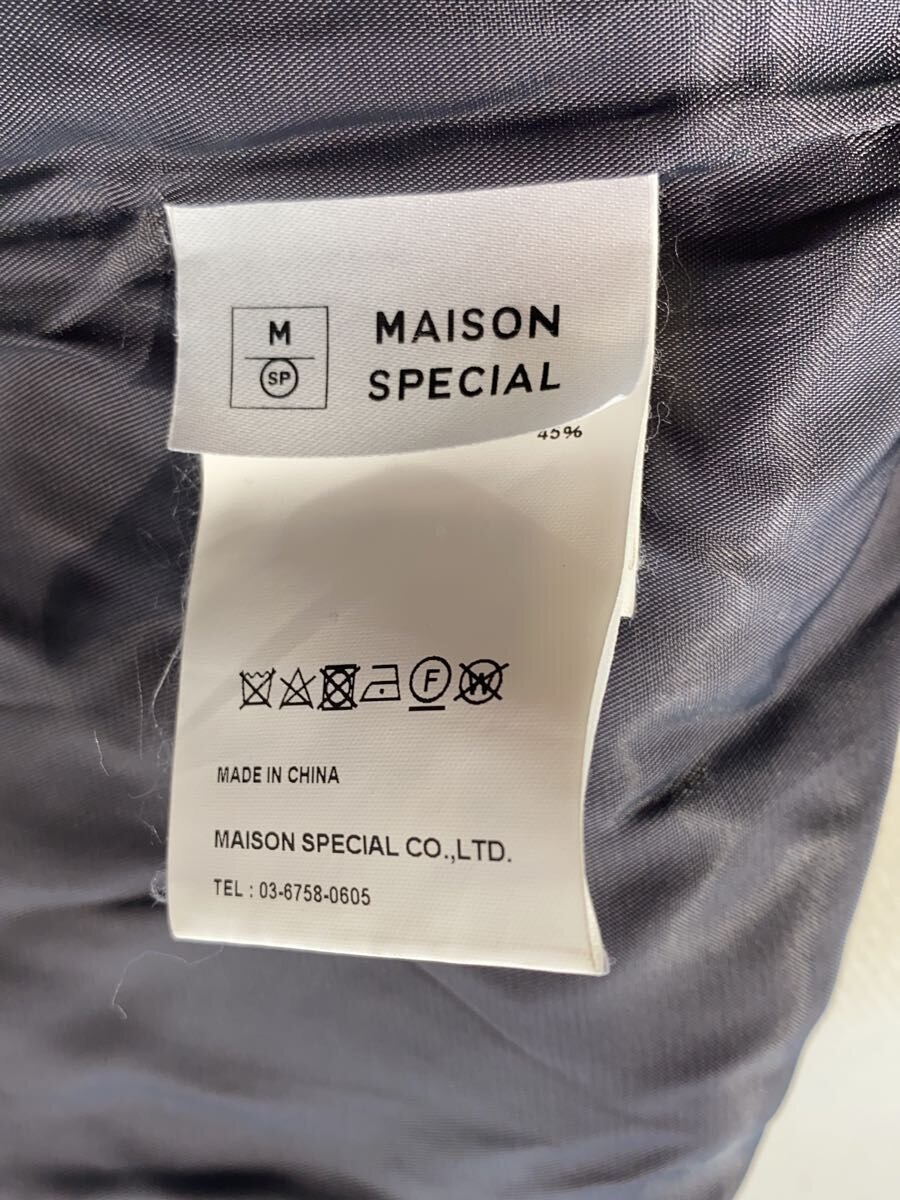 M
SP
MAISON
SPECIAL
45%
F
W
MADE IN CHINA
MAISON SPECIAL CO.,LTD.
TEL : 03-6758-0605